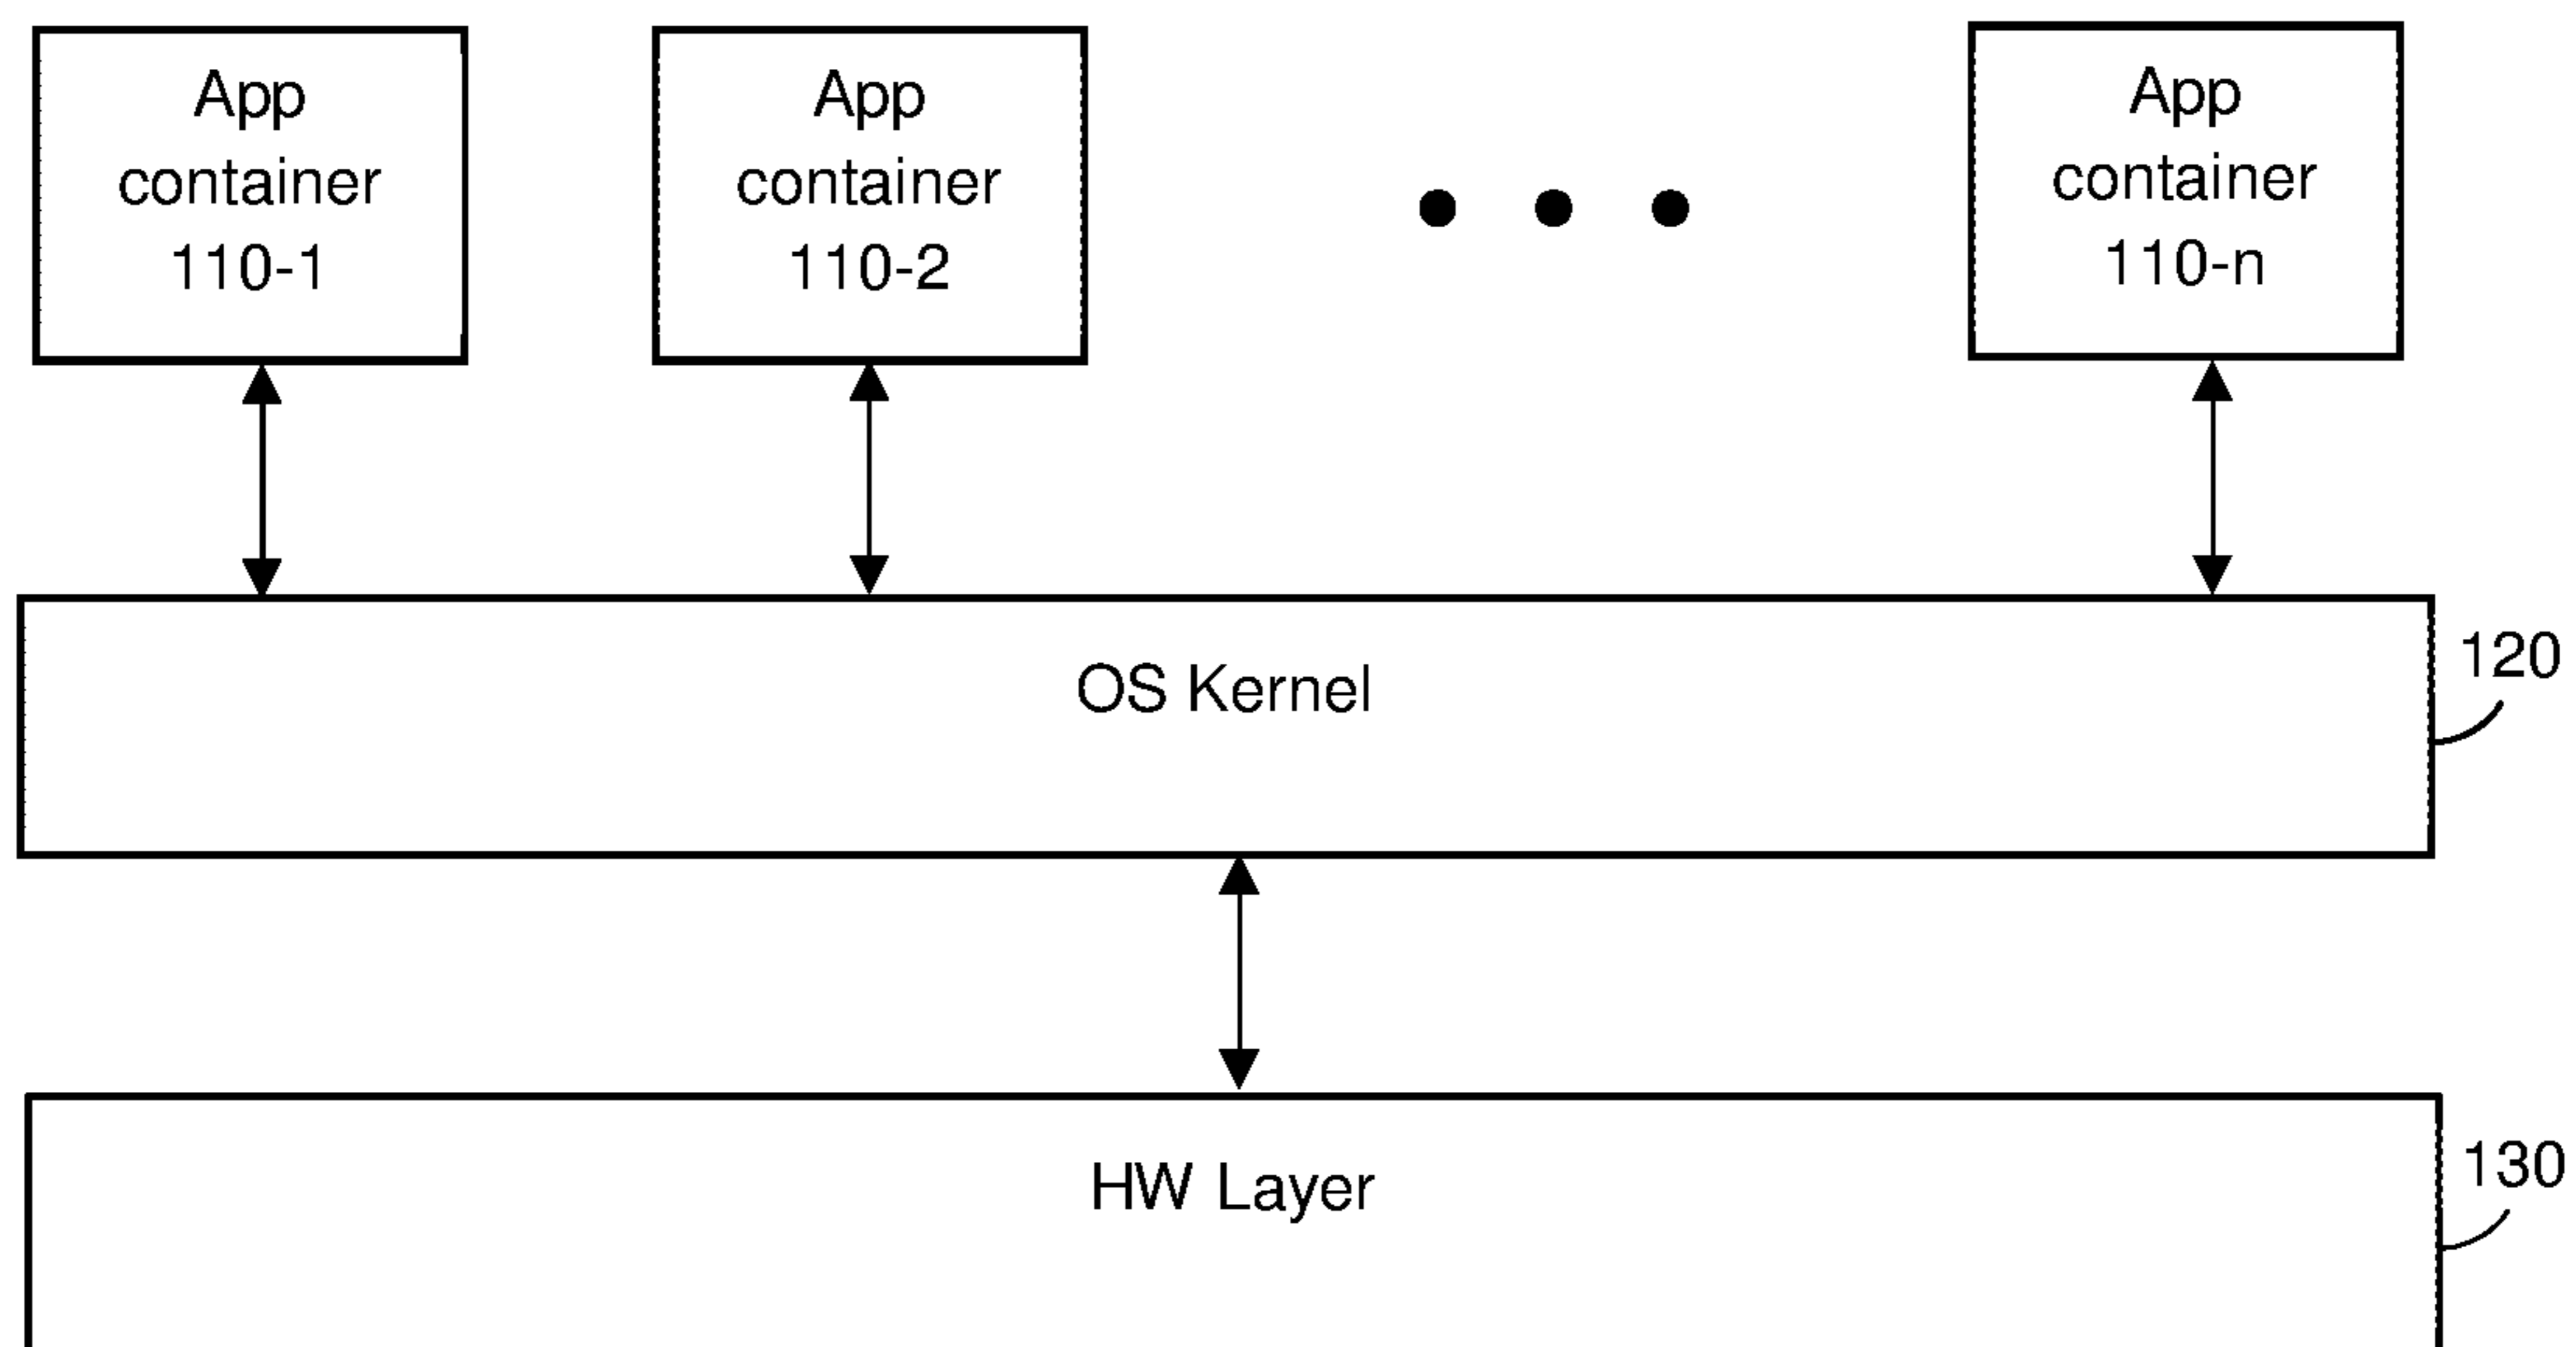 App
container
110-1
App
container
110-2
App
container
110-n
OS Kernel
120
HW Layer
130